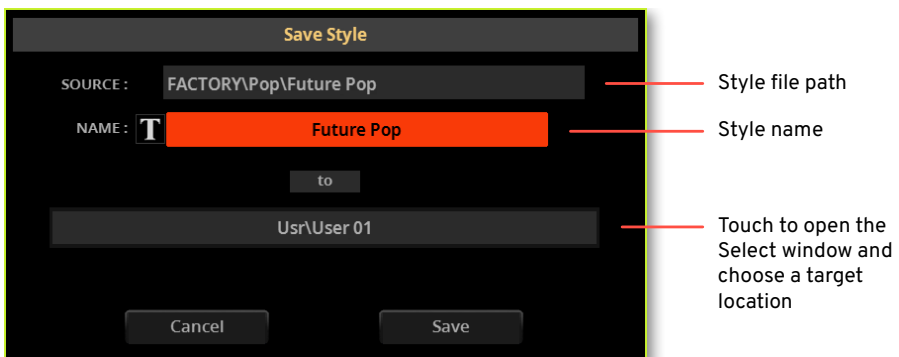 Save Style
SOURCE: FACTORY\Pop\Future Pop
Style file path
NAME: T Future Pop
Style name
to
Usr\User 01
Touch to open the
Select window and
choose a target
location
Cancel Save